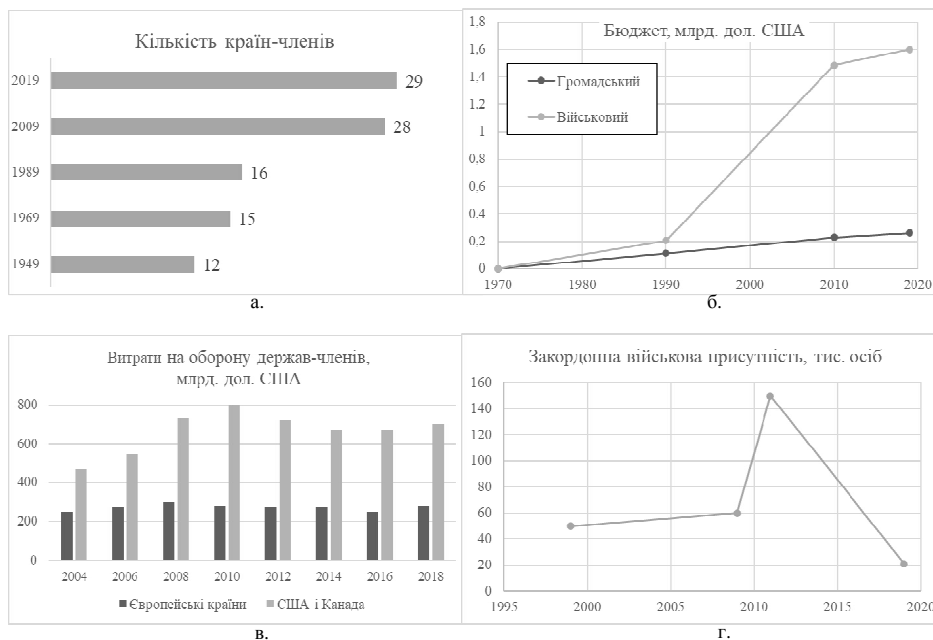 Кількість країн-членів
2019
29
2009
28
1989
16
1969
15
1949
12
а.
Бюджет, млрд. дол. США
1,8
1,6
1,4
1,2
1
0,8
0,6
0,4
0,2
0
Громадський
Військовий
1970 1980 1990 2000 2010 2020
б.
Витрати на оборону держав-членів,
млрд. дол. США
800
600
400
200
0
2004 2006 2008 2010 2012 2014 2016 2018
Європейські країни США і Канада
в.
Закордонна військова присутність, тис. осіб
160
140
120
100
80
60
40
20
0
1995 2000 2005 2010 2015 2020
г.